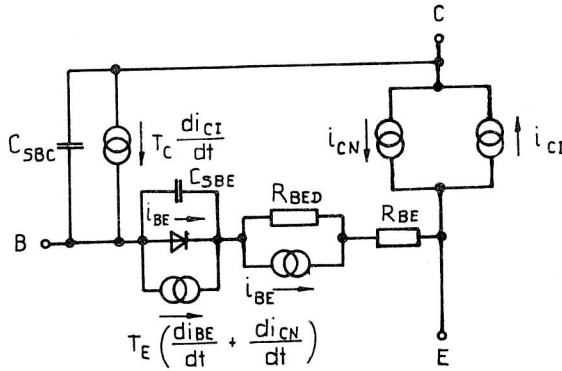 C
C_SBC
T_C di_CI/dt
i_CN
i_CI
C_SBE
i_BE
R_BED
R_BE
B
i_BE
T_E (di_BE/dt + di_CN/dt)
E